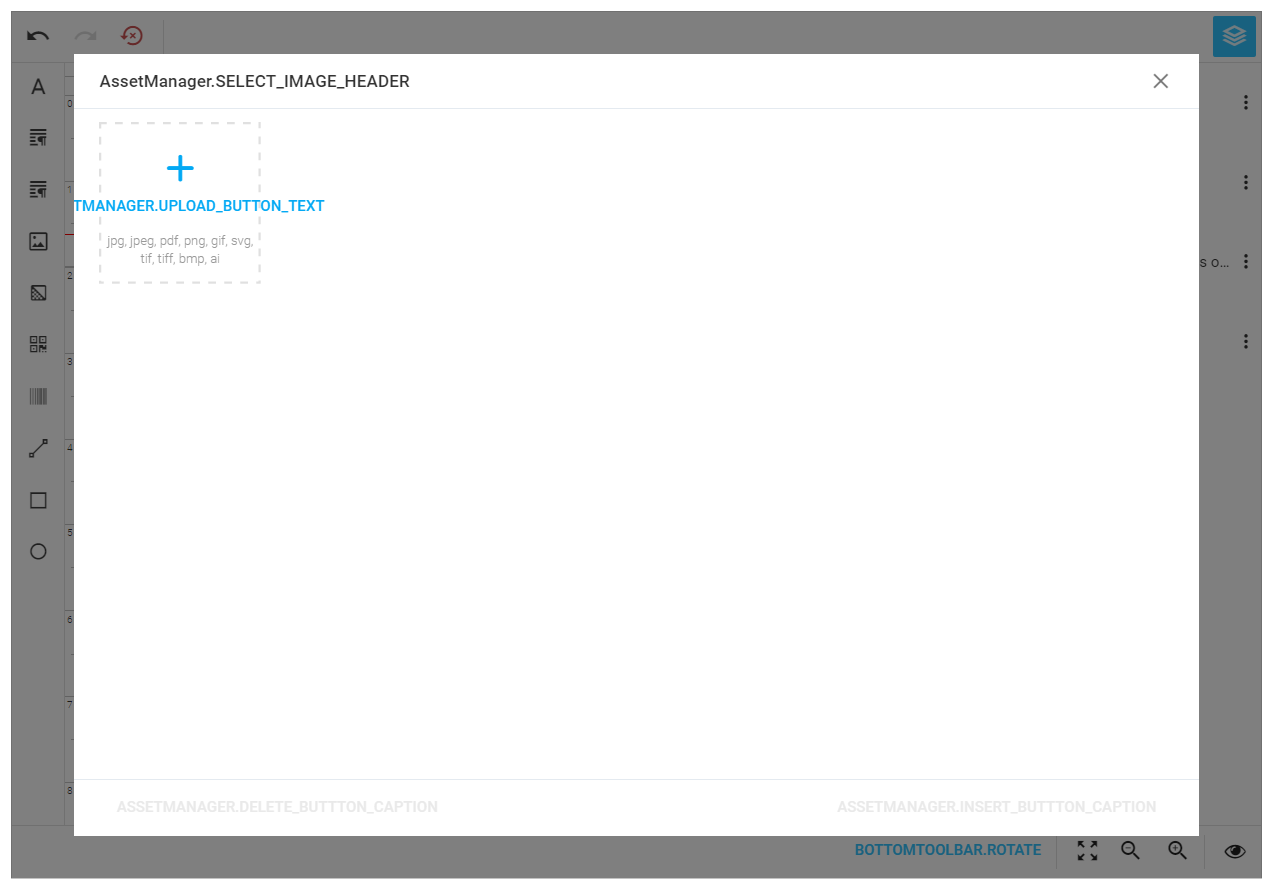 AssetManager.SELECT_IMAGE_HEADER
TMANAGER.UPLOAD_BUTTON_TEXT
jpg, jpeg, pdf, png, gif, svg,
tif, tiff, bmp, ai
0
1
2
3
4
5
6
7
8
s o...
ASSETMANAGER.DELETE_BUTTTON_CAPTION
ASSETMANAGER.INSERT_BUTTTON_CAPTION
BOTTOMTOOLBAR.ROTATE